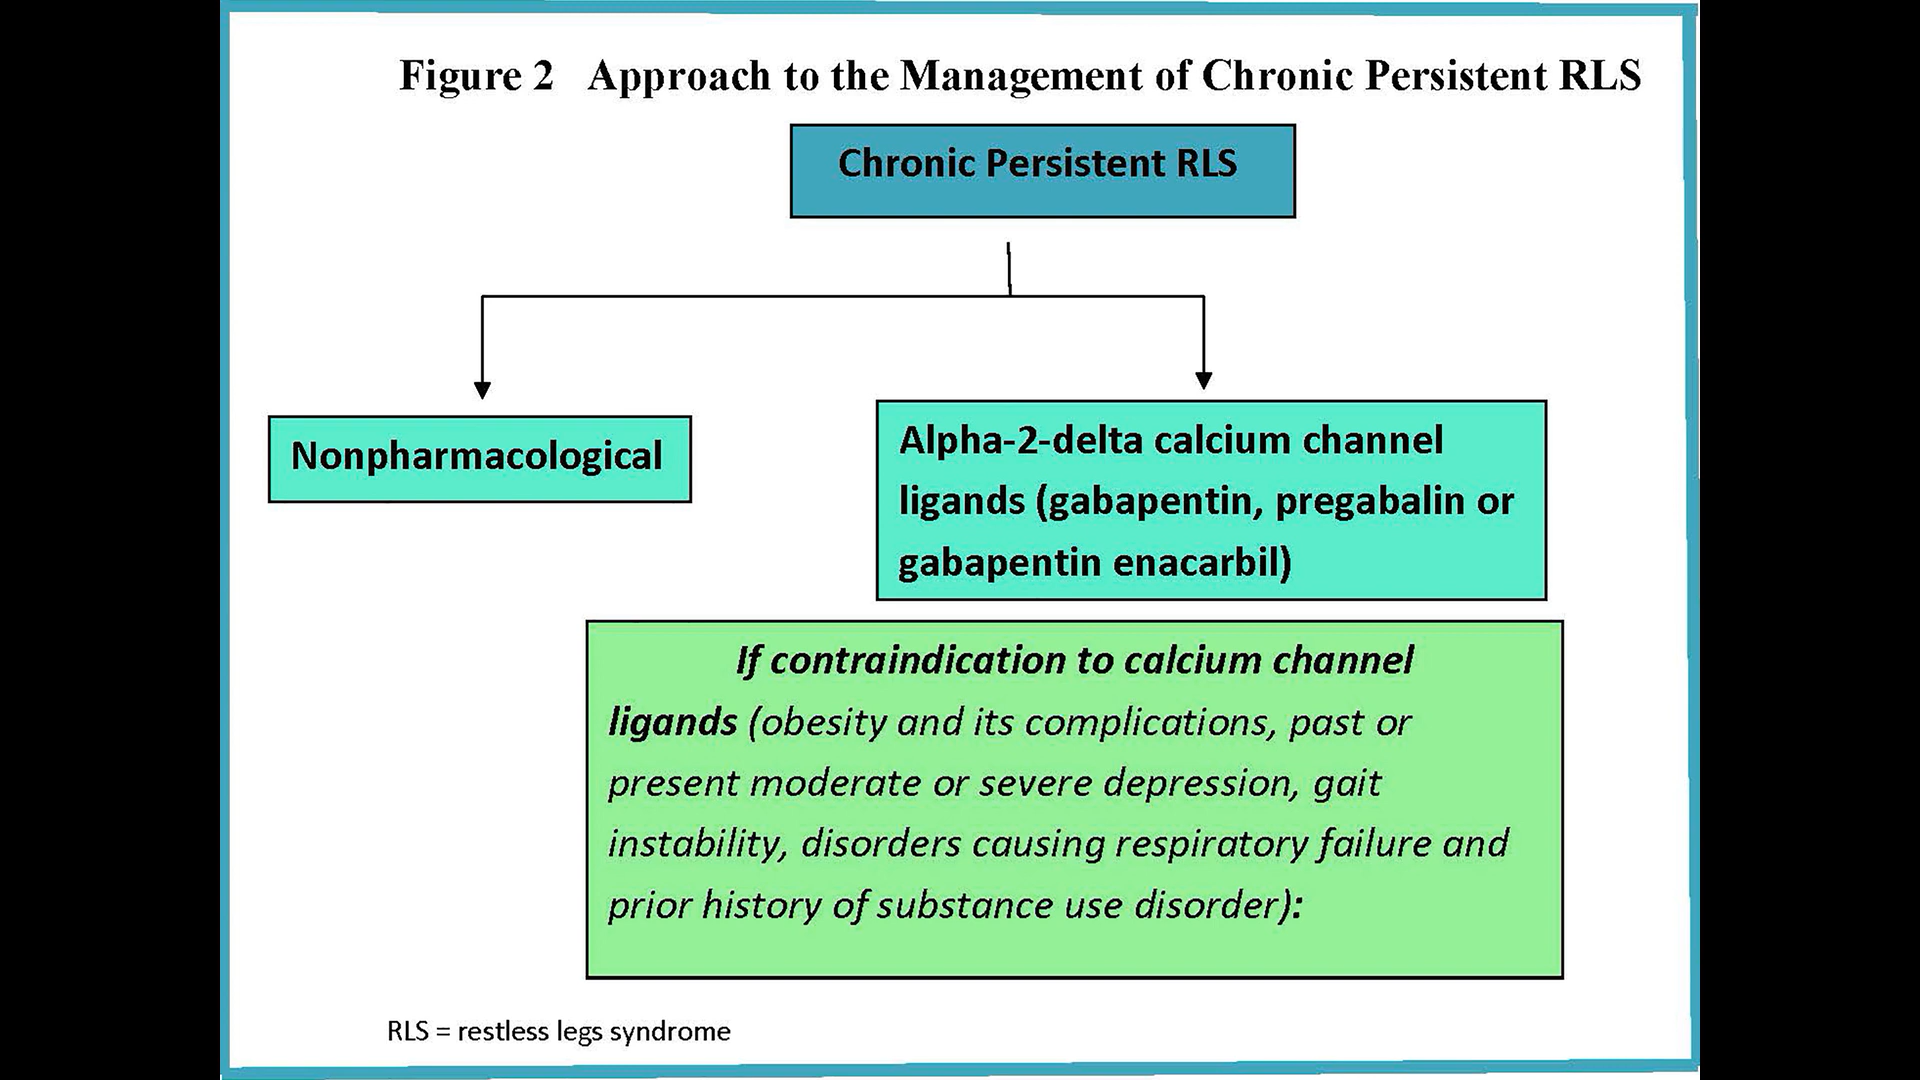 Figure 2 Approach to the Management of Chronic Persistent RLS
Chronic Persistent RLS
Nonpharmacological
Alpha-2-delta calcium channel
ligands (gabapentin, pregabalin or
gabapentin enacarbil)
If contraindication to calcium channel
ligands (obesity and its complications, past or
present moderate or severe depression, gait
instability, disorders causing respiratory failure and
prior history of substance use disorder):
RLS = restless legs syndrome